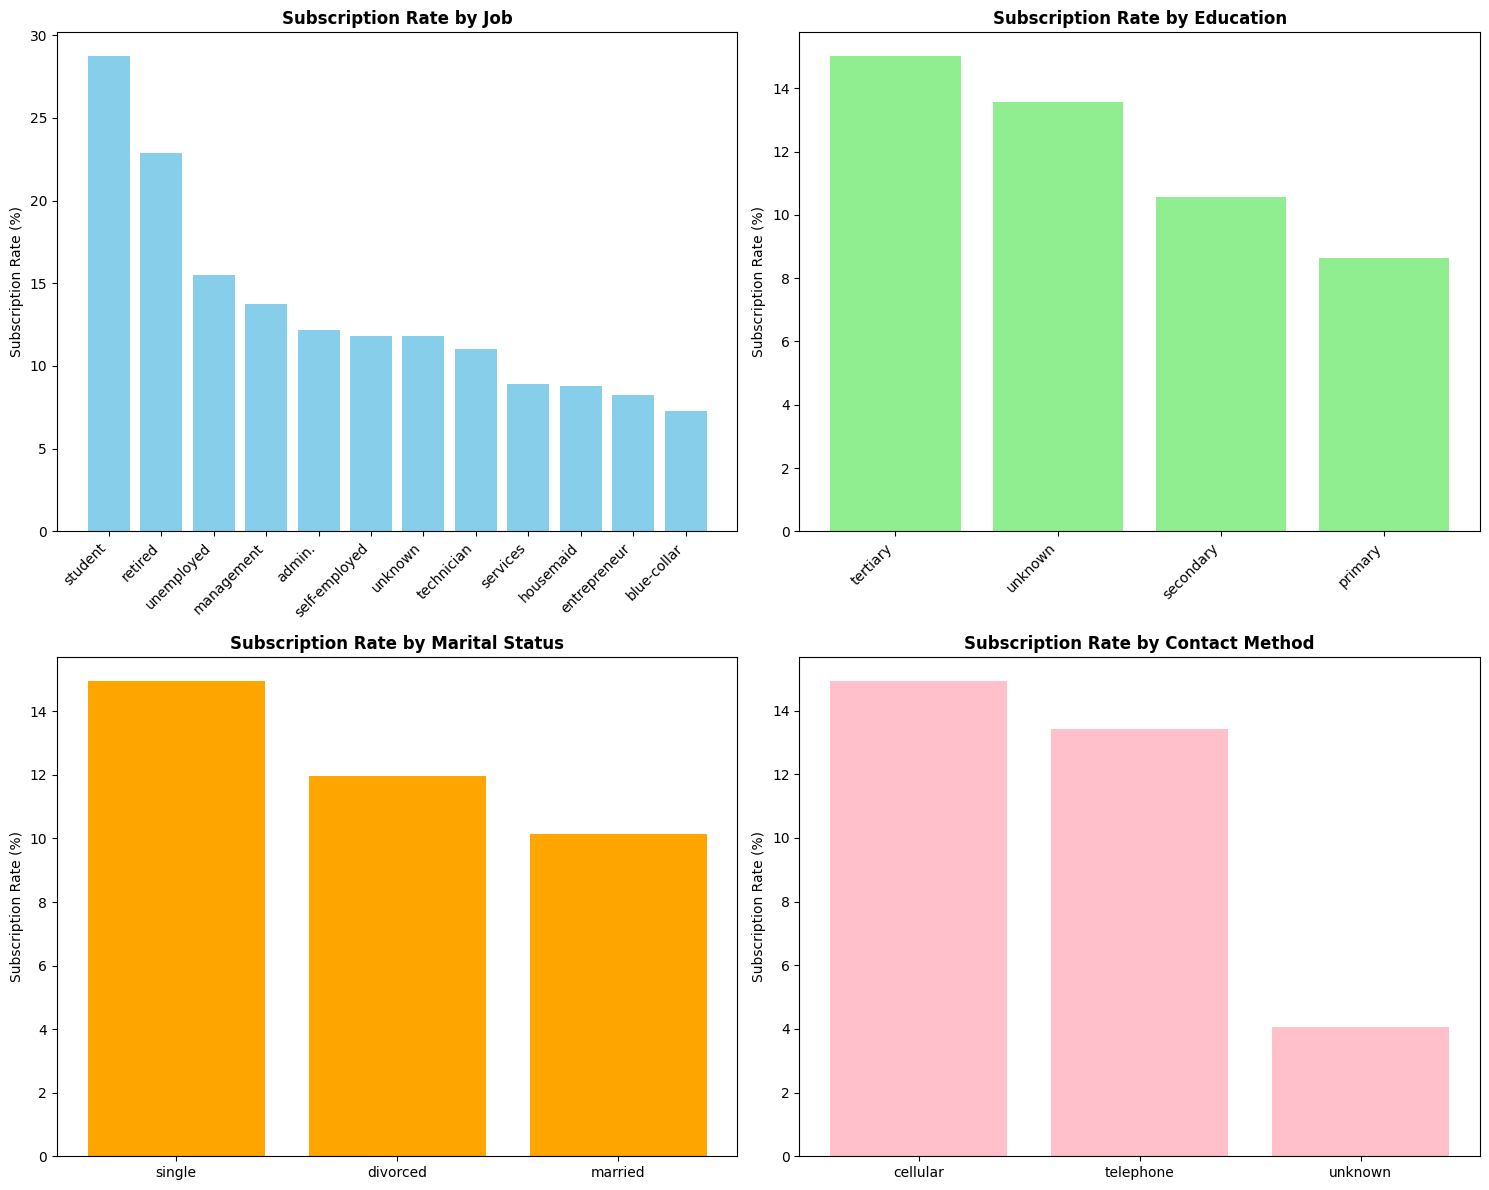 Subscription Rate by Job
Subscription Rate (%)
30
25
20
15
10
5
0
student
retired
unemployed
management
admin.
self-employed
unknown
technician
services
housemaid
entrepreneur
blue-collar
Subscription Rate by Education
Subscription Rate (%)
14
12
10
8
6
4
2
0
tertiary
unknown
secondary
primary
Subscription Rate by Marital Status
Subscription Rate (%)
14
12
10
8
6
4
2
0
single
divorced
married
Subscription Rate by Contact Method
Subscription Rate (%)
14
12
10
8
6
4
2
0
cellular
telephone
unknown